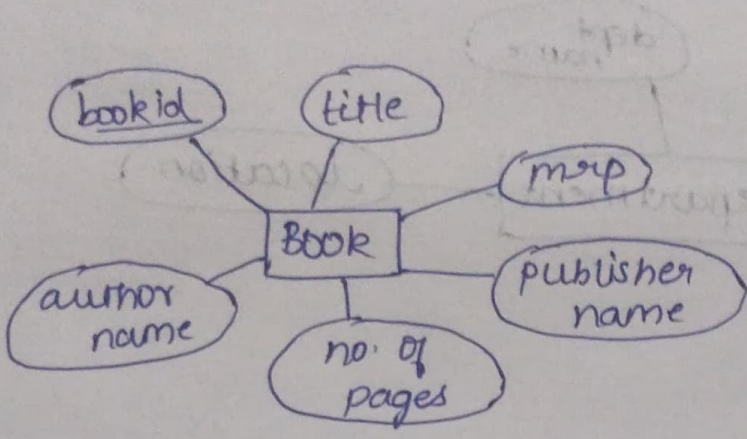 bookid
title
mrp
Book
author
name
publisher
name
no. of
pages